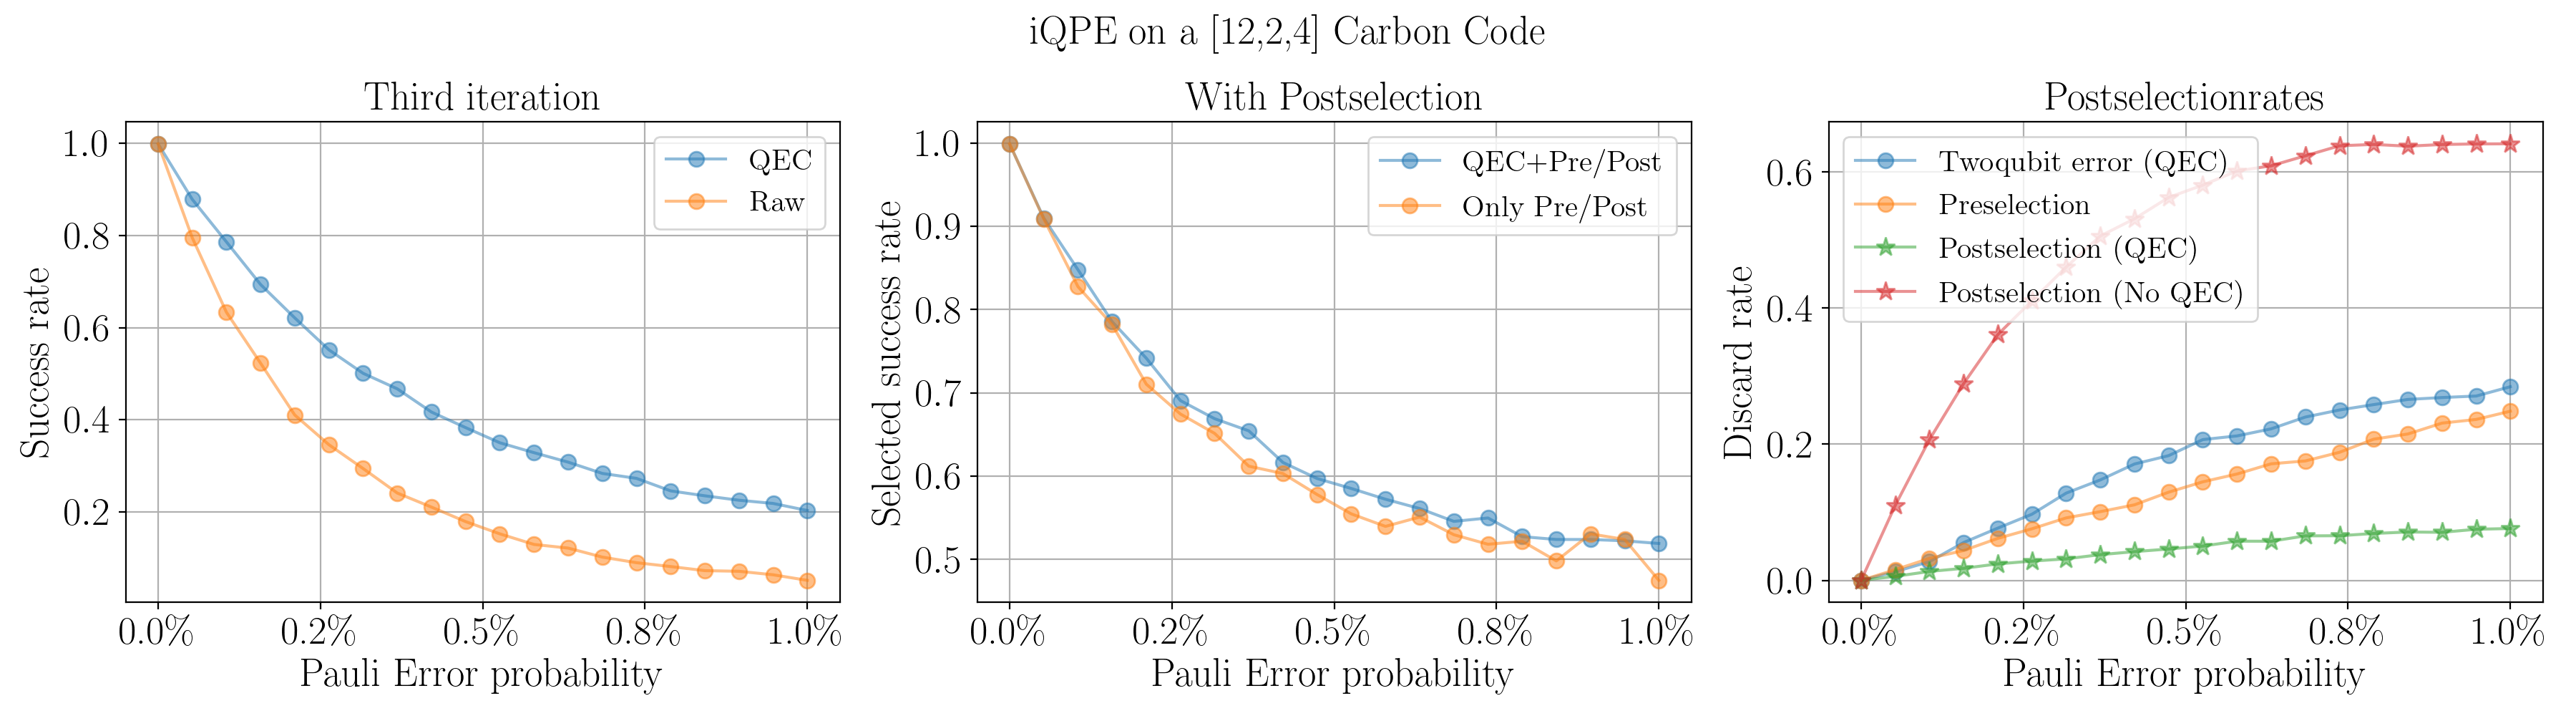 iQPE on a [12,2,4] Carbon Code
Third iteration
1.0
0.8
0.6
0.4
0.2
Success rate
QEC
Raw
0.0%
0.2%
0.5%
0.8%
1.0%
Pauli Error probability
With Postselection
1.0
0.9
0.8
0.7
0.6
0.5
Selected success rate
QEC+Pre/Post
Only Pre/Post
0.0%
0.2%
0.5%
0.8%
1.0%
Pauli Error probability
Postselectionrates
0.6
0.4
0.2
0.0
Discard rate
Twoqubit error (QEC)
Preselection
Postselection (QEC)
Postselection (No QEC)
0.0%
0.2%
0.5%
0.8%
1.0%
Pauli Error probability